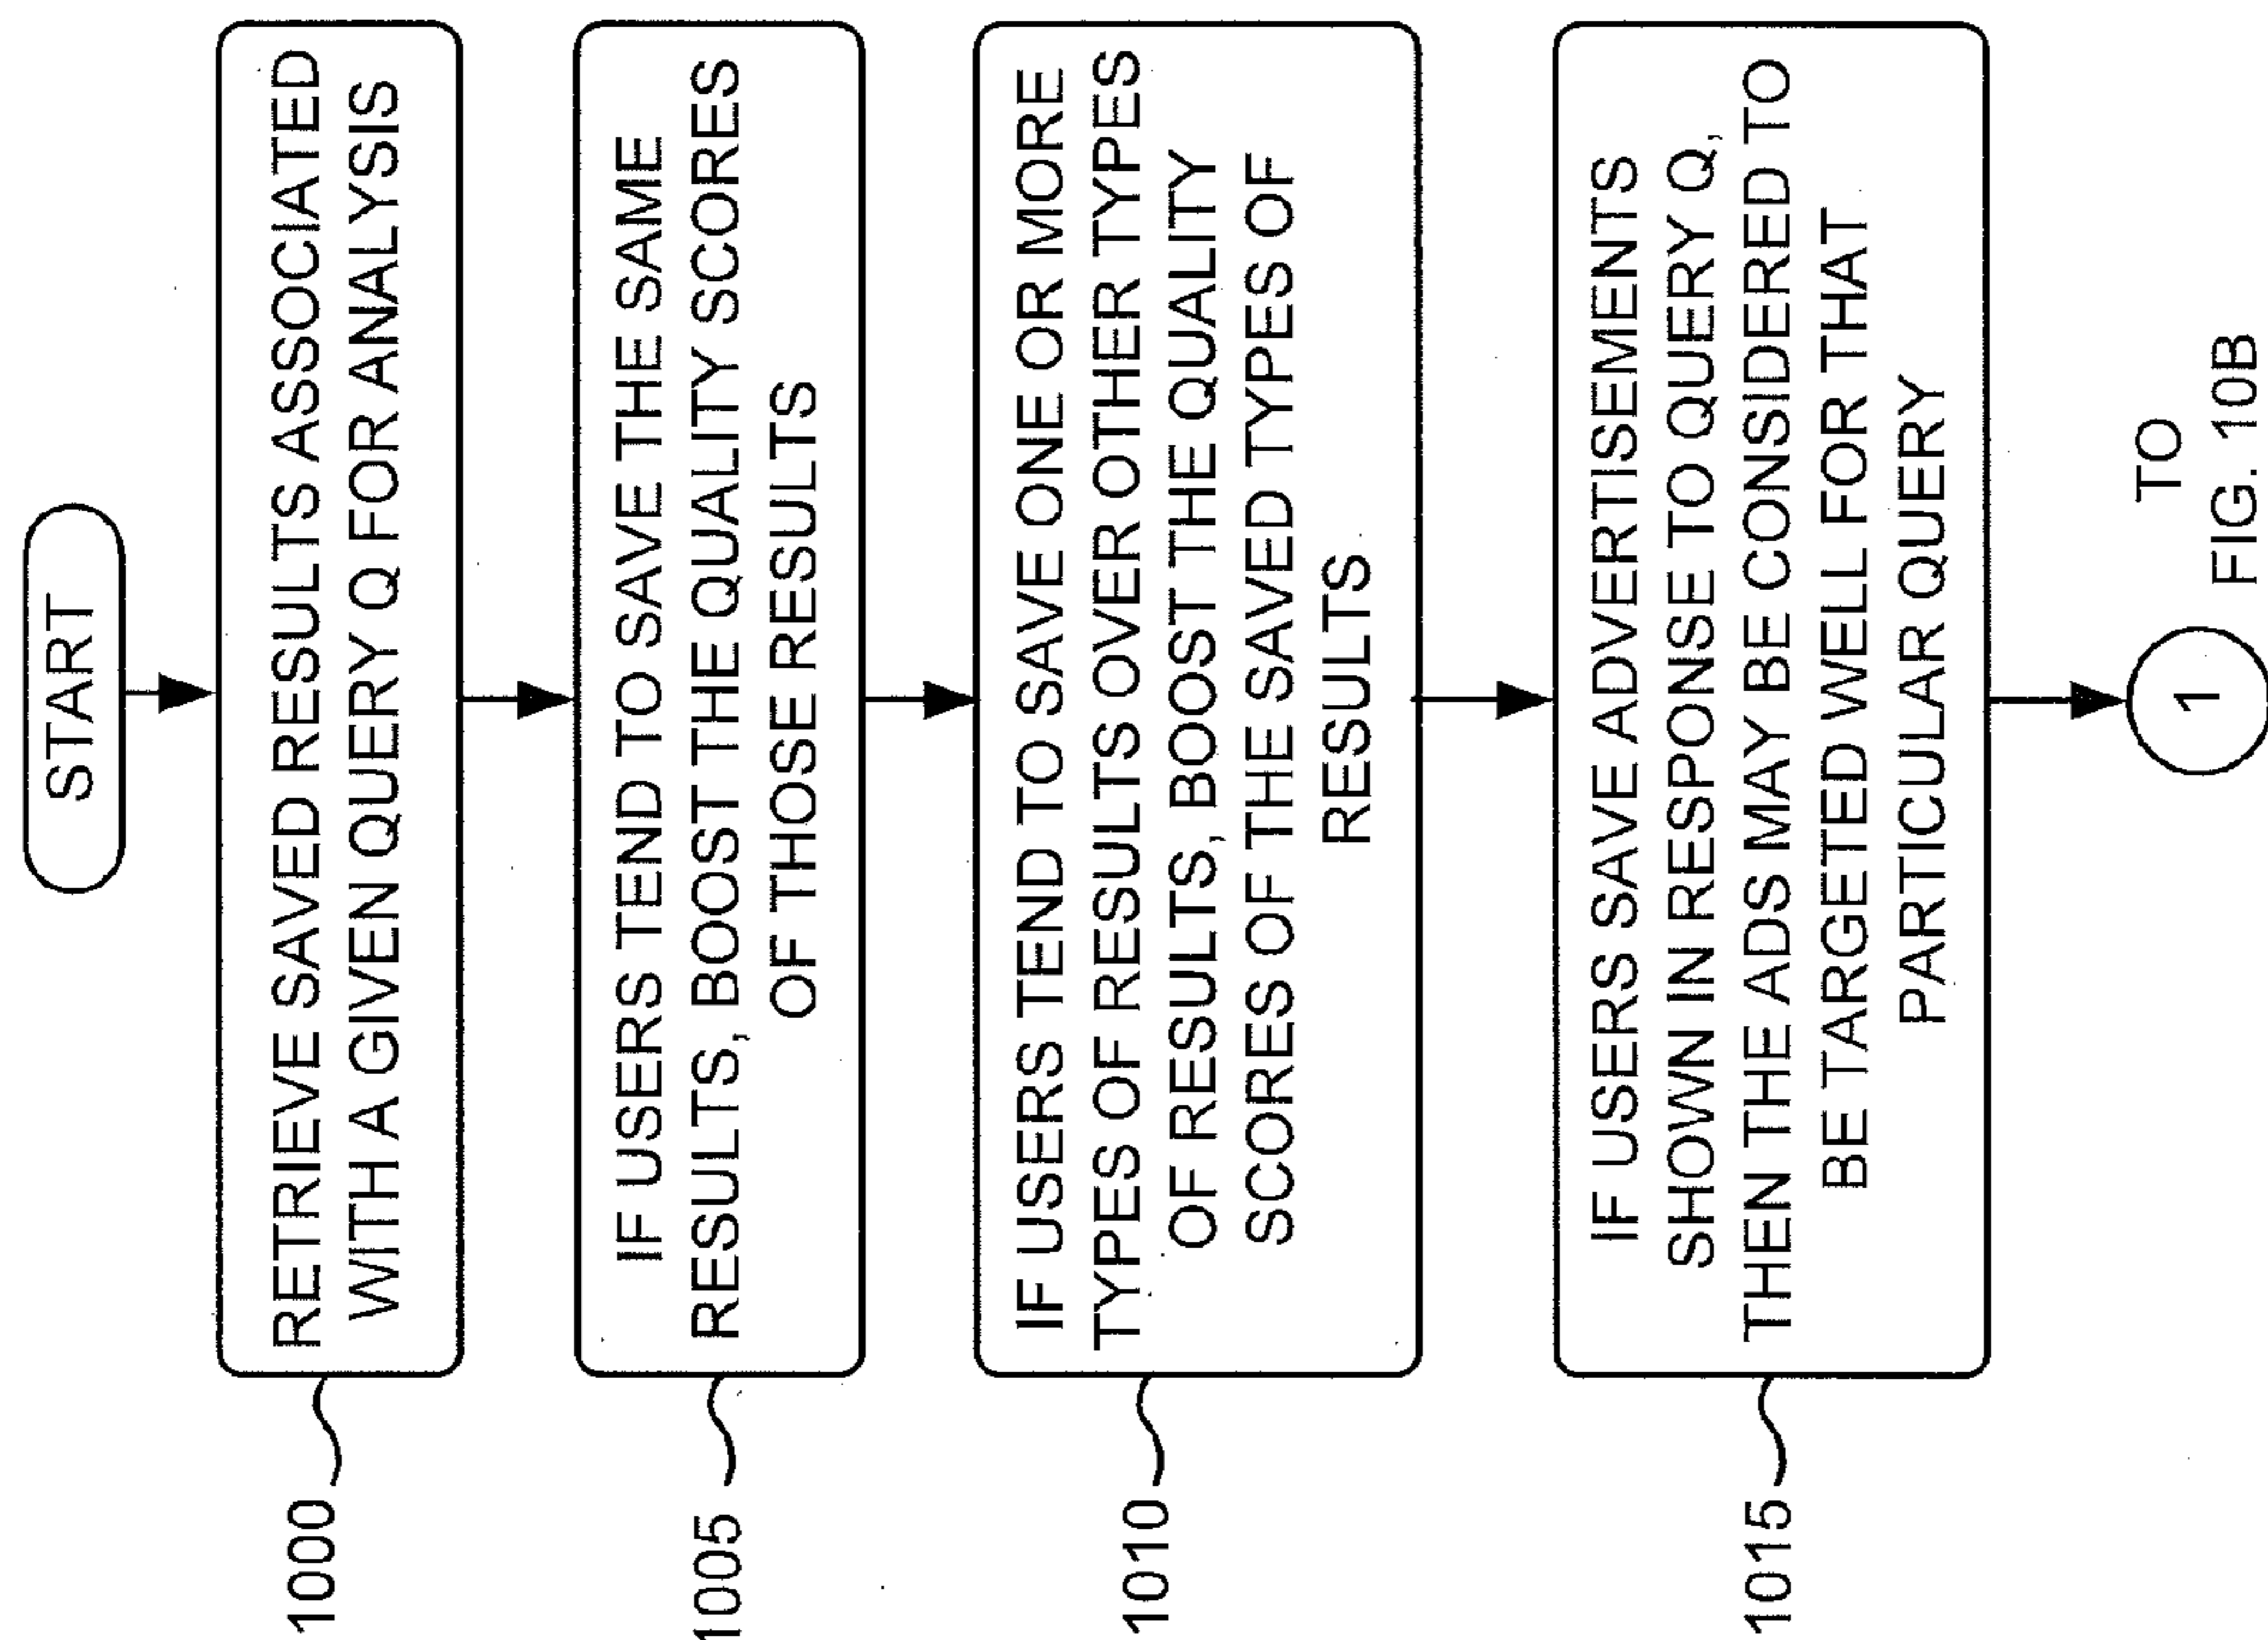 START
1000
RETRIEVE SAVED RESULTS ASSOCIATED
WITH A GIVEN QUERY Q FOR ANALYSIS
1005
IF USERS TEND TO SAVE THE SAME
RESULTS, BOOST THE QUALITY SCORES
OF THOSE RESULTS
1010
IF USERS TEND TO SAVE ONE OR MORE
TYPES OF RESULTS OVER OTHER TYPES
OF RESULTS, BOOST THE QUALITY
SCORES OF THE SAVED TYPES OF
RESULTS
1015
IF USERS SAVE ADVERTISEMENTS
SHOWN IN RESPONSE TO QUERY Q,
THEN THE ADS MAY BE CONSIDERED TO
BE TARGETED WELL FOR THAT
PARTICULAR QUERY
1
TO
FIG. 10B